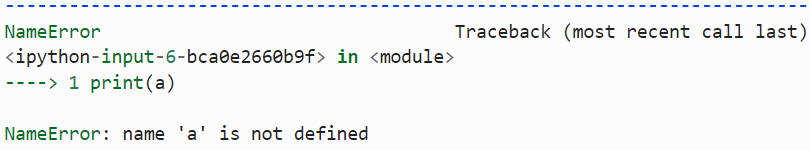 ---------------------------------------------------------------------------
NameError                                 Traceback (most recent call last)
<ipython-input-6-bca0e2660b9f> in <module>
----> 1 print(a)

NameError: name 'a' is not defined